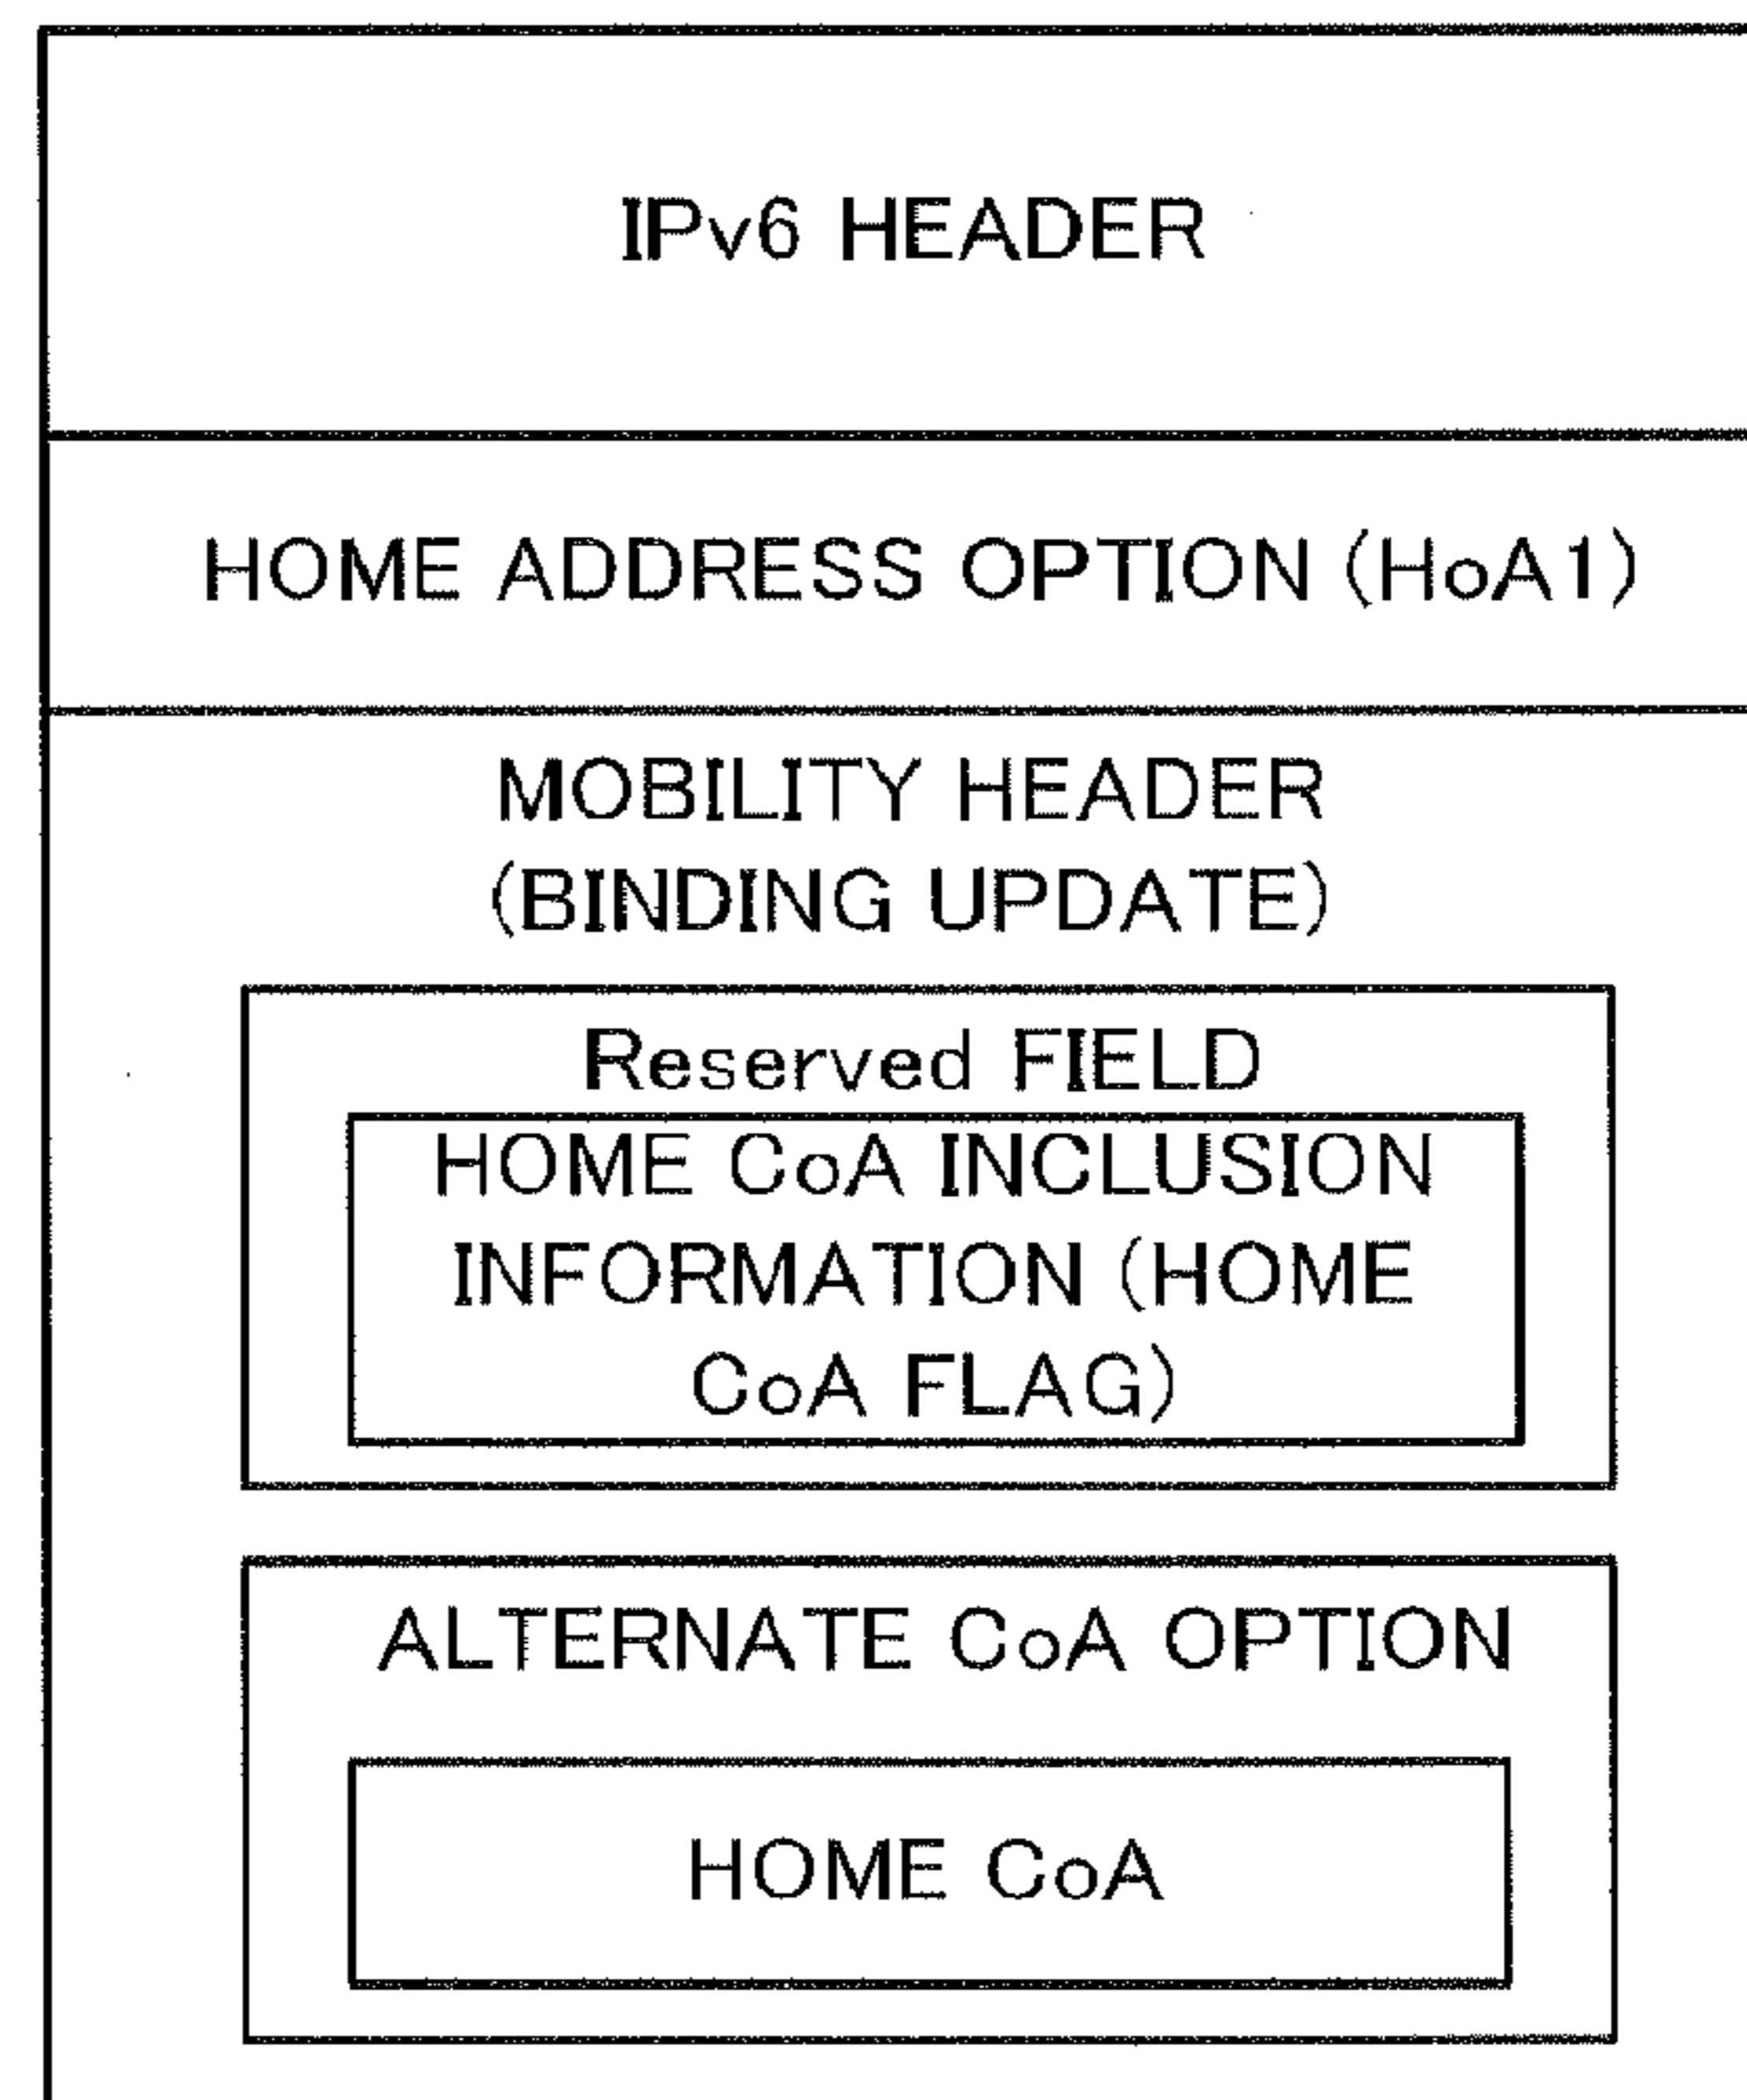 IPv6 HEADER
HOME ADDRESS OPTION (HoA1)
MOBILITY HEADER
(BINDING UPDATE)
Reserved FIELD
HOME CoA INCLUSION
INFORMATION (HOME
CoA FLAG)
ALTERNATE CoA OPTION
HOME CoA